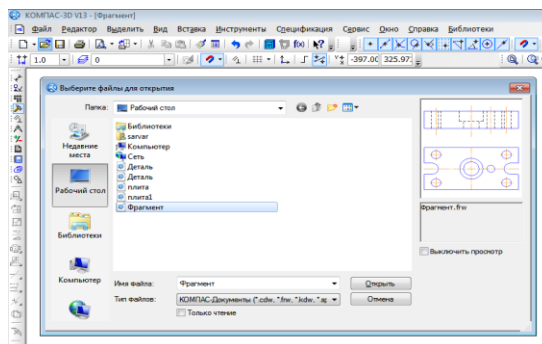 КОМПАС-3D V13 - [Фрагмент]
Файл Редактор Выделить Вид Вставка Инструменты Спецификация Сервис Окно Справка Библиотеки
1.0 0 -397.00 325.97
Выберите файлы для открытия
Папка: Рабочий стол
Недавние места
Рабочий стол
Библиотеки
Компьютер
Библиотеки
sarvar
Компьютер
Сеть
Деталь
Деталь
плита
плита1
Фрагмент
Фрагмент.frw
Выключить просмотр
Имя файла: Фрагмент Открыть
Тип файлов: КОМПАС-Документы (*.cdw, *.frw, *.kdw, *.sp Отмена
Только чтение